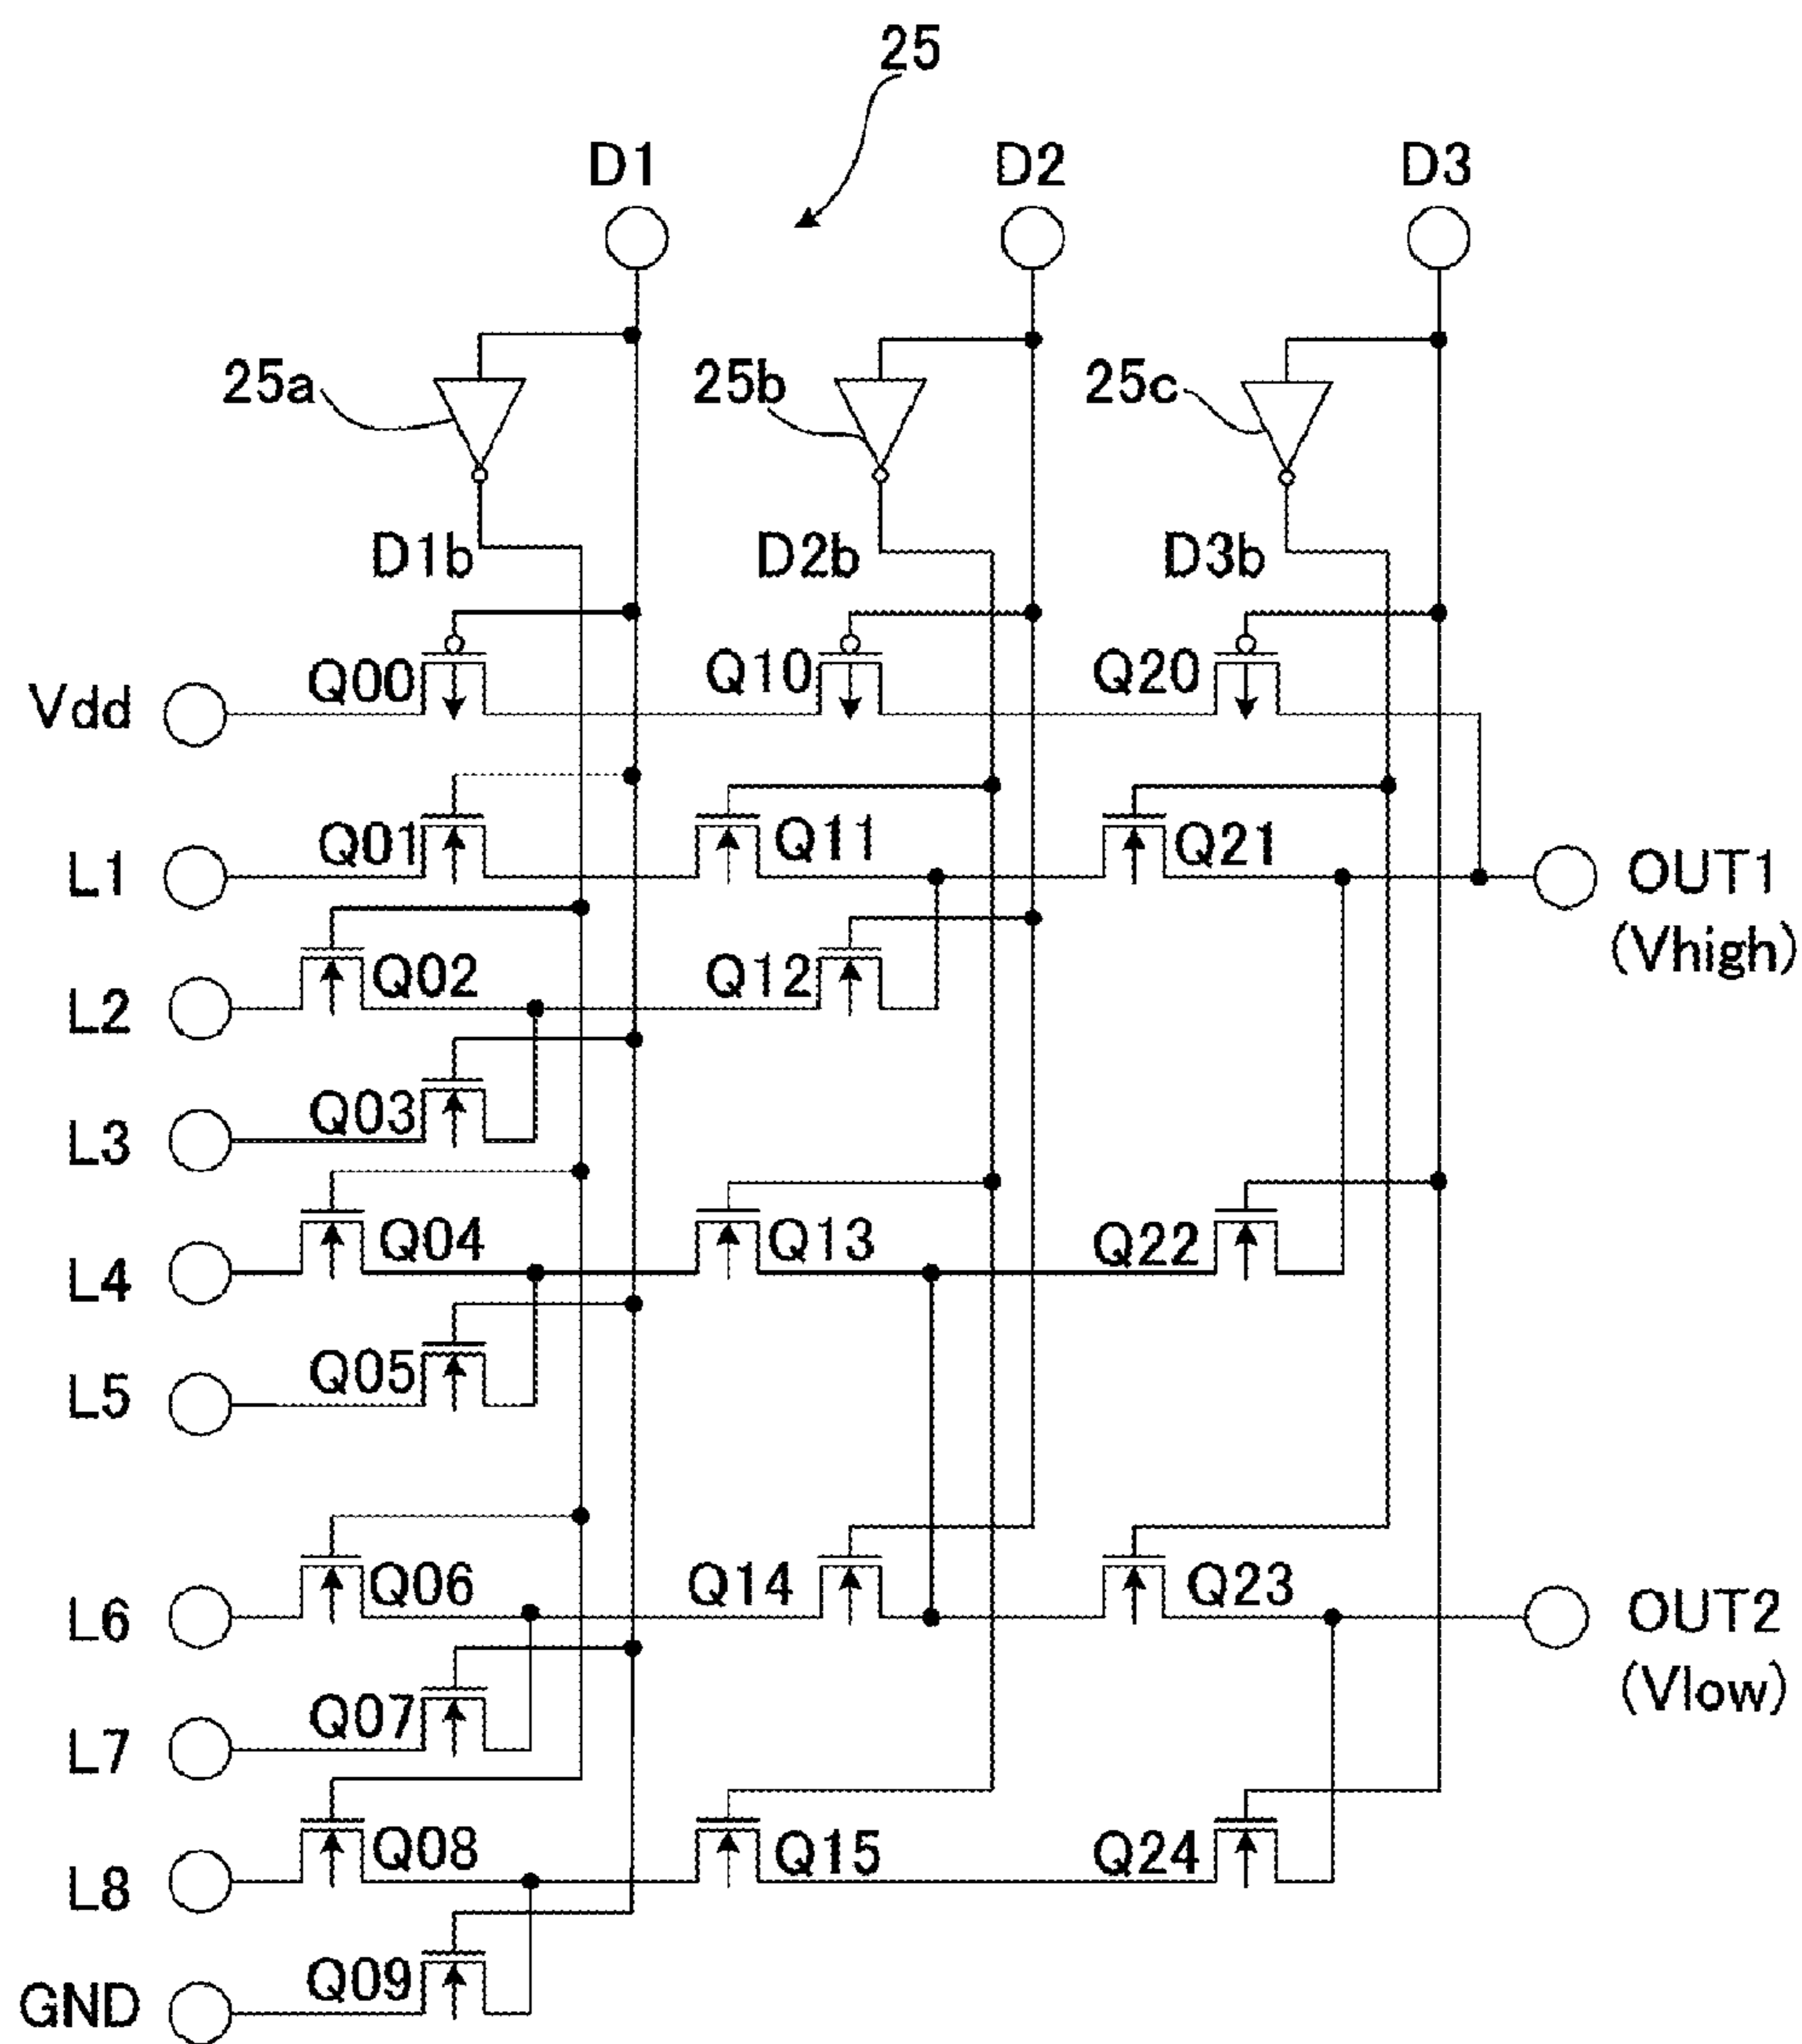 25
D1 D2 D3
25a 25b 25c
D1b D2b D3b
Vdd Q00 Q10 Q20
L1 Q01 Q11 Q21 OUT1
(Vhigh)
L2 Q02 Q12
L3 Q03
L4 Q04 Q13 Q22
L5 Q05
L6 Q06 Q14 Q23 OUT2
(Vlow)
L7 Q07
L8 Q08 Q15 Q24
GND Q09